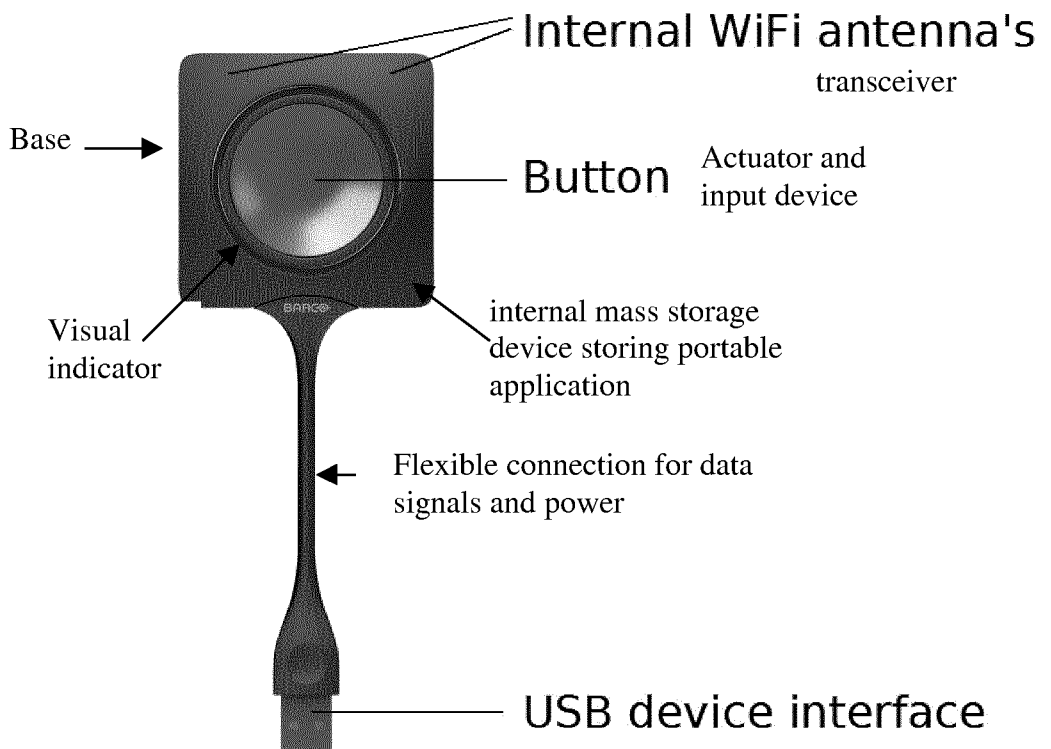 Internal WiFi antenna's
transceiver
Base
Button
Actuator and
input device
BARCO
Visual
indicator
internal mass storage
device storing portable
application
Flexible connection for data
signals and power
USB device interface